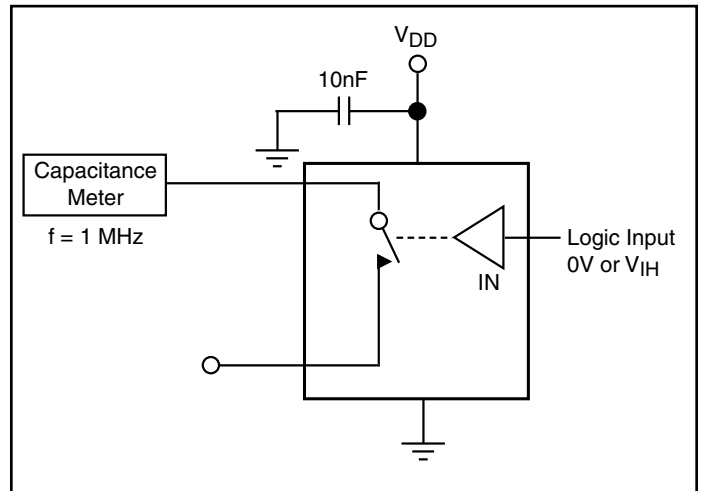 VDD
10nF
Capacitance
Meter
f = 1 MHz
Logic Input
0V or VIH
IN